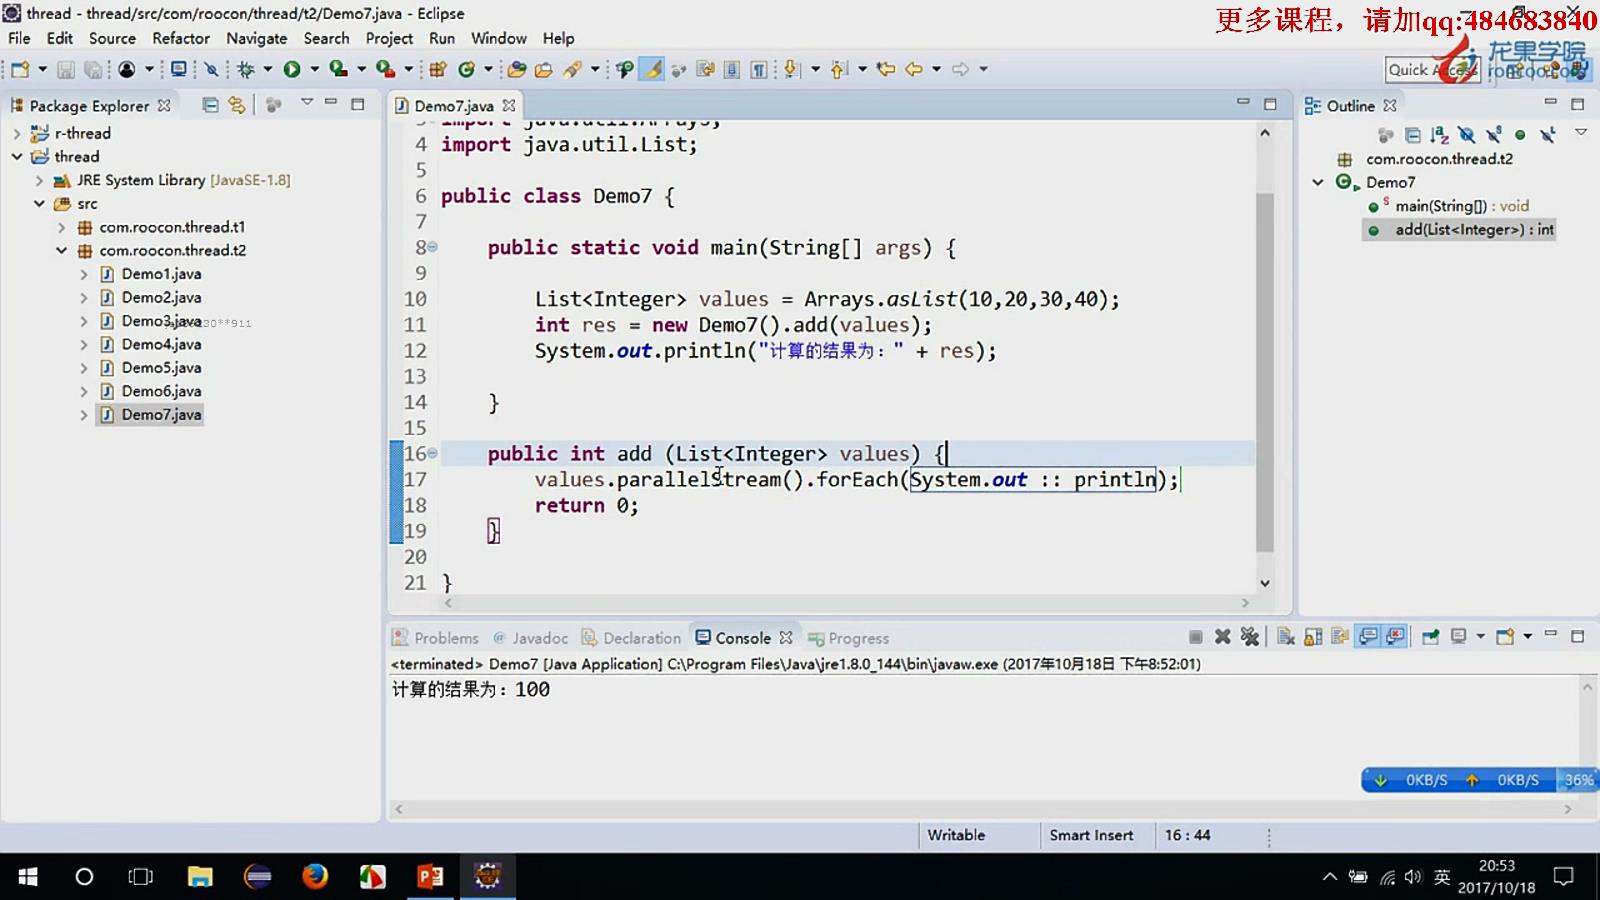 thread - thread/src/com/roocon/thread/t2/Demo7.java - Eclipse
更多课程，请加qq:484683840
File Edit Source Refactor Navigate Search Project Run Window Help
龙果学院
roncoo.com
Quick Access
Package Explorer
r-thread
thread
JRE System Library [JavaSE-1.8]
src
com.roocon.thread.t1
com.roocon.thread.t2
Demo1.java
Demo2.java
Demo3.java
Demo4.java
Demo5.java
Demo6.java
Demo7.java
Demo7.java
3 import java.util.Arrays;
4 import java.util.List;
5
6 public class Demo7 {
7
8 public static void main(String[] args) {
9
10 List<Integer> values = Arrays.asList(10,20,30,40);
11 int res = new Demo7().add(values);
12 System.out.println("计算的结果为：" + res);
13
14 }
15
16 public int add (List<Integer> values) {
17 values.parallelStream().forEach(System.out :: println);
18 return 0;
19 }
20
21 }
Outline
com.roocon.thread.t2
Demo7
main(String[]) : void
add(List<Integer>) : int
Problems Javadoc Declaration Console Progress
<terminated> Demo7 [Java Application] C:\Program Files\Java\jre1.8.0_144\bin\javaw.exe (2017年10月18日 下午8:52:01)
计算的结果为：100
0KB/S 0KB/S 36%
Writable Smart Insert 16 : 44
英
20:53
2017/10/18